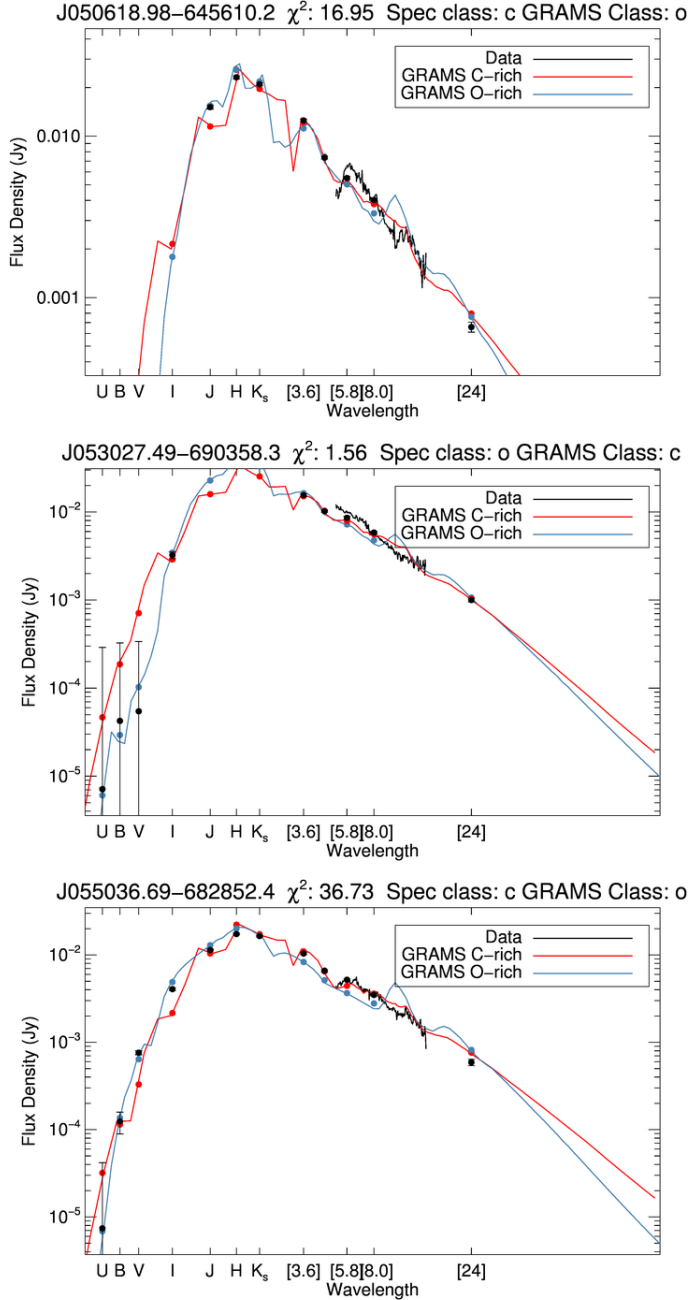 J050618.98−645610.2 χ²: 16.95 Spec class: c GRAMS Class: o
Data
GRAMS C−rich
GRAMS O−rich
0.010
0.001
Flux Density (Jy)
U B V I J H Kₛ [3.6] [5.8][8.0] [24]
Wavelength
J053027.49−690358.3 χ²: 1.56 Spec class: o GRAMS Class: c
Data
GRAMS C−rich
GRAMS O−rich
10⁻²
10⁻³
10⁻⁴
10⁻⁵
Flux Density (Jy)
U B V I J H Kₛ [3.6] [5.8][8.0] [24]
Wavelength
J055036.69−682852.4 χ²: 36.73 Spec class: c GRAMS Class: o
Data
GRAMS C−rich
GRAMS O−rich
10⁻²
10⁻³
10⁻⁴
10⁻⁵
Flux Density (Jy)
U B V I J H Kₛ [3.6] [5.8][8.0] [24]
Wavelength